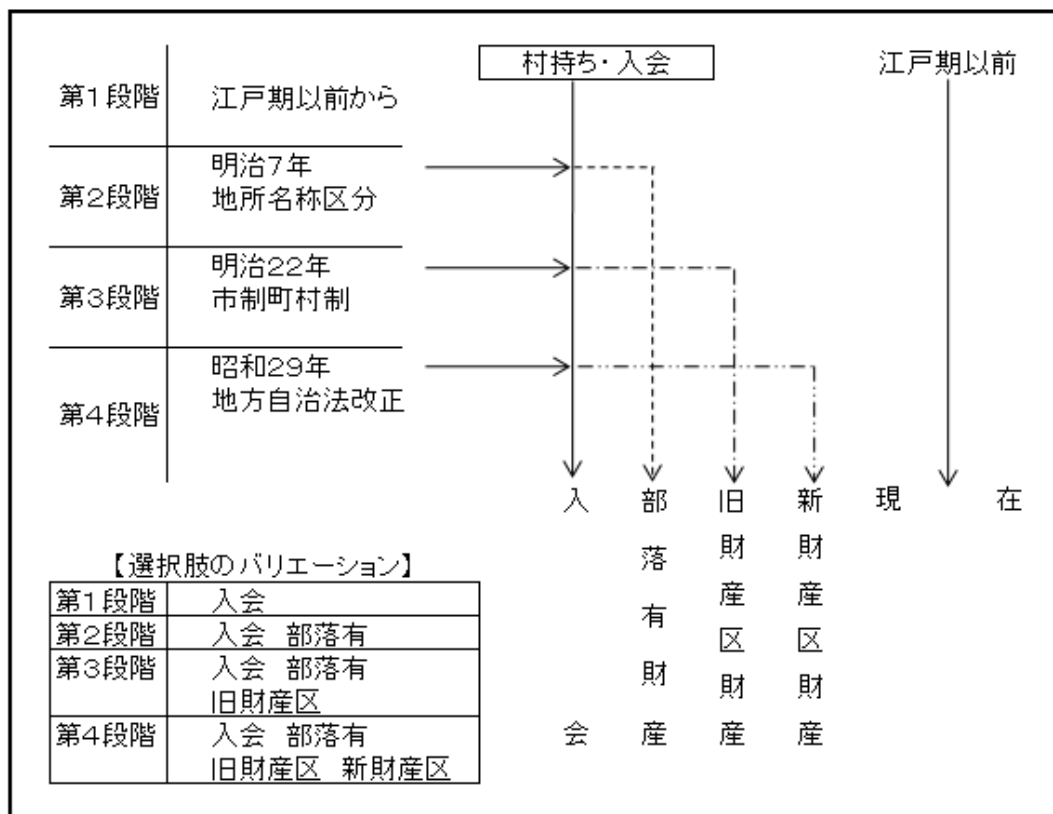 村持ち・入会
江戸期以前
第1段階 江戸期以前から
第2段階 明治7年
地所名称区分
第3段階 明治22年
市制町村制
第4段階 昭和29年
地方自治法改正
入会
部落有財産
旧財産区財産
新財産区財産
現在
【選択肢のバリエーション】
第1段階 入会
第2段階 入会 部落有
第3段階 入会 部落有
旧財産区
第4段階 入会 部落有
旧財産区 新財産区